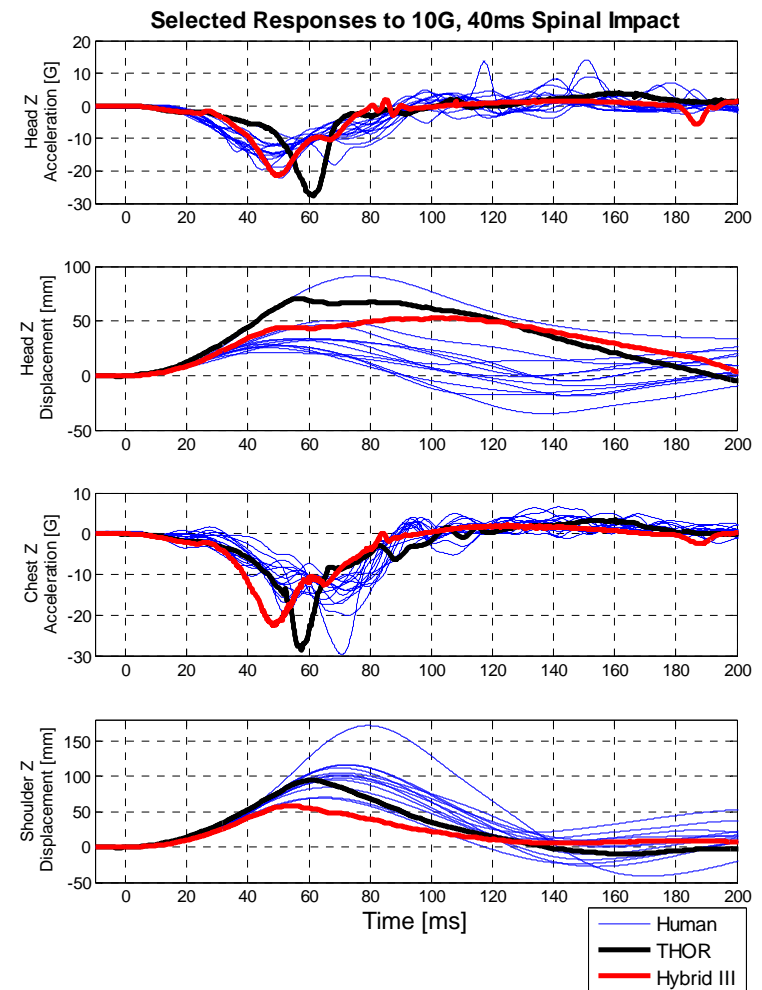 Selected Responses to 10G, 40ms Spinal Impact
Head Z
Acceleration [G]
20
10
0
-10
-20
-30
0 20 40 60 80 100 120 140 160 180 200
Head Z
Displacement [mm]
100
50
0
-50
0 20 40 60 80 100 120 140 160 180 200
Chest Z
Acceleration [G]
10
0
-10
-20
-30
0 20 40 60 80 100 120 140 160 180 200
Shoulder Z
Displacement [mm]
150
100
50
0
-50
0 20 40 60 80 100 120 140 160 180 200
Time [ms]
Human
THOR
Hybrid III